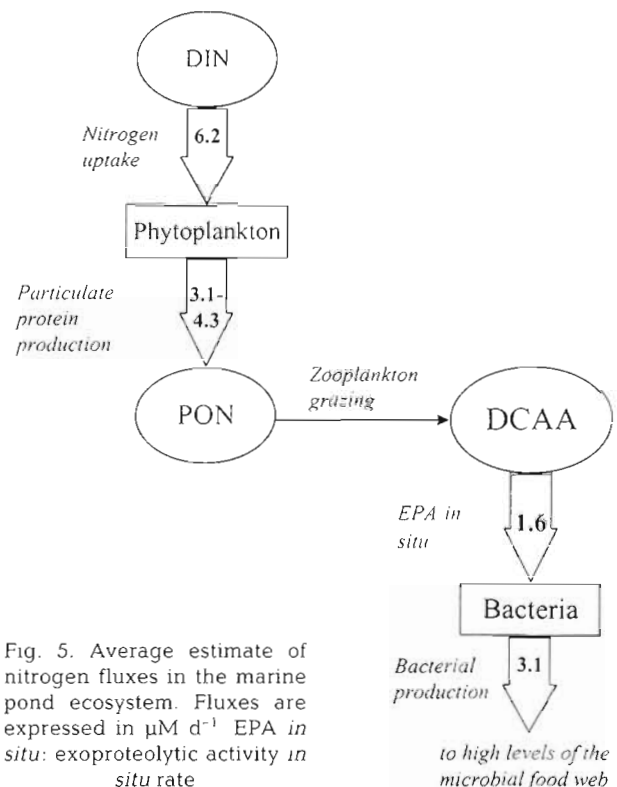 DIN
Nitrogen
uptake
6.2
Phytoplankton
Particulate
protein
production
3.1-
4.3
Zooplankton
grazing
PON
DCAA
EPA in
situ
1.6
Bacteria
Bacterial
production
3.1
to high levels of the
microbial food web
Fig. 5. Average estimate of
nitrogen fluxes in the marine
pond ecosystem. Fluxes are
expressed in µM d⁻¹ EPA in
situ: exoproteolytic activity in
situ rate